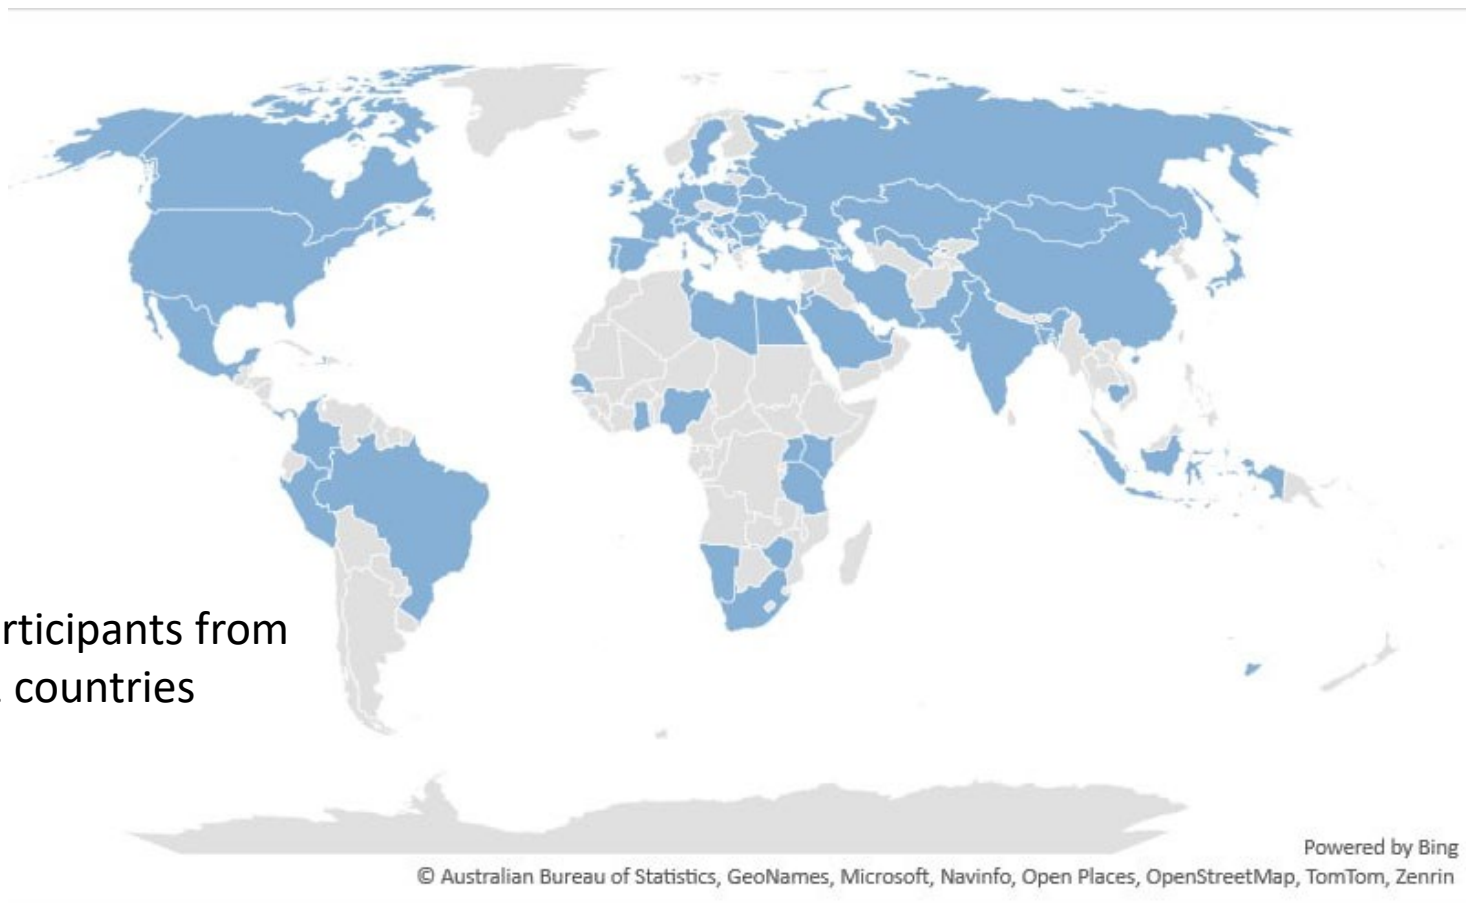 rticipants from
countries
Powered by Bing
© Australian Bureau of Statistics, GeoNames, Microsoft, Navinfo, Open Places, OpenStreetMap, TomTom, Zenrin